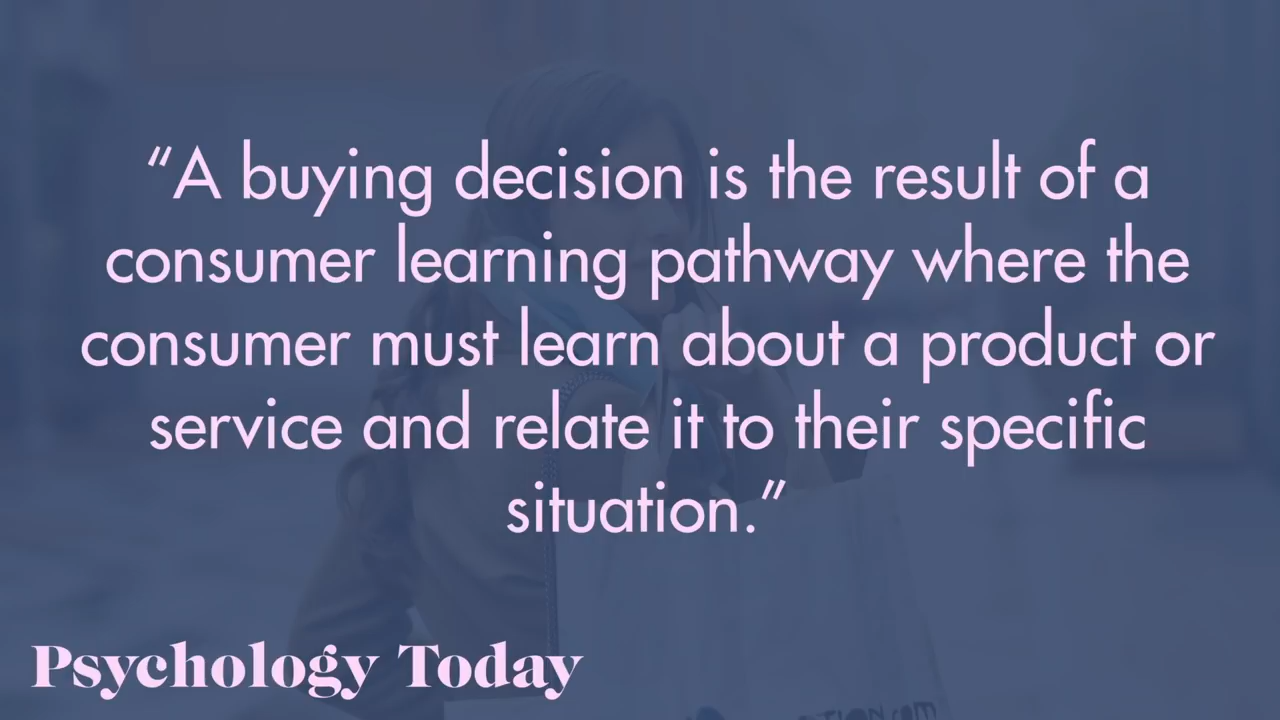 “A buying decision is the result of a
consumer learning pathway where the
consumer must learn about a product or
service and relate it to their specific
situation.”
Psychology Today